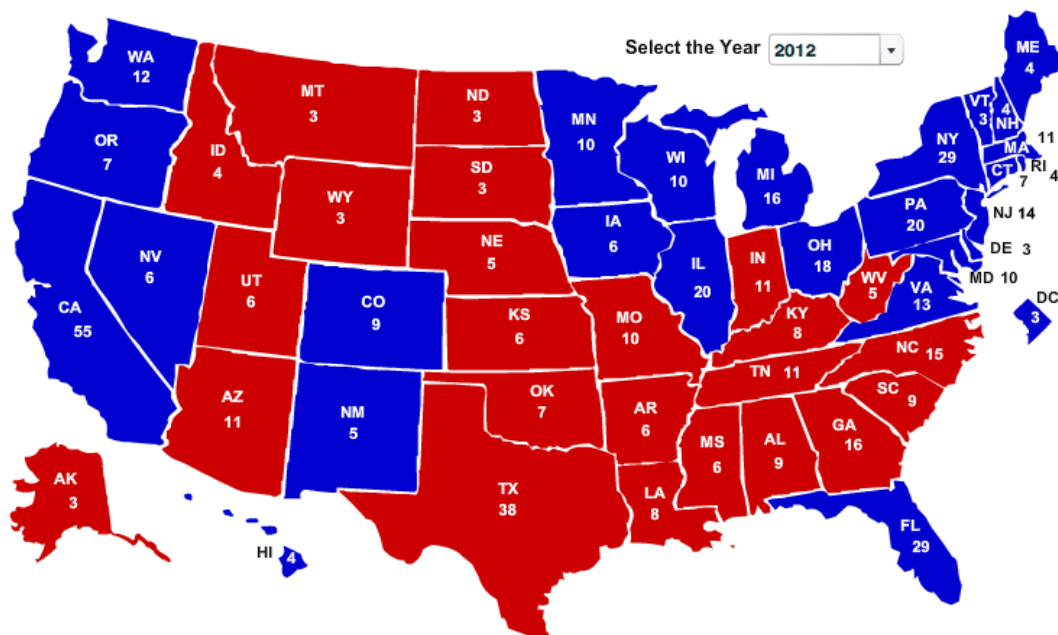 Select the Year 2012
WA
12
OR
7
CA
55
NV
6
ID
4
MT
3
WY
3
UT
6
CO
9
AZ
11
NM
5
ND
3
SD
3
NE
5
KS
6
OK
7
TX
38
MN
10
IA
6
MO
10
AR
6
LA
8
WI
10
IL
20
MI
16
IN
11
OH
18
KY
8
TN 11
MS
6
AL
9
GA
16
FL
29
SC 9
NC 15
VA
13
WV
5
PA
20
NY
29
VT
3
4
NH
ME
4
11
MA
RI 4
CT 7
NJ 14
DE 3
MD 10
DC
3
AK
3
HI 4